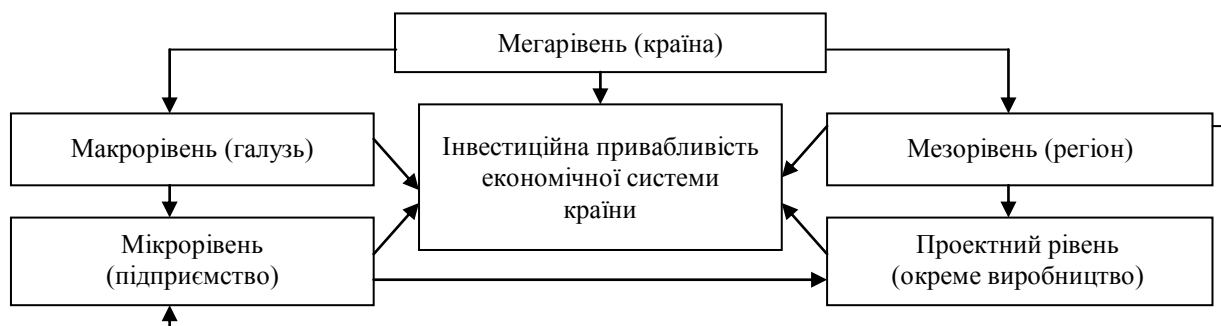 Мегарівень (країна)
Макрорівень (галузь)
Інвестиційна привабливість
економічної системи
країни
Мезорівень (регіон)
Мікрорівень
(підприємство)
Проектний рівень
(окреме виробництво)